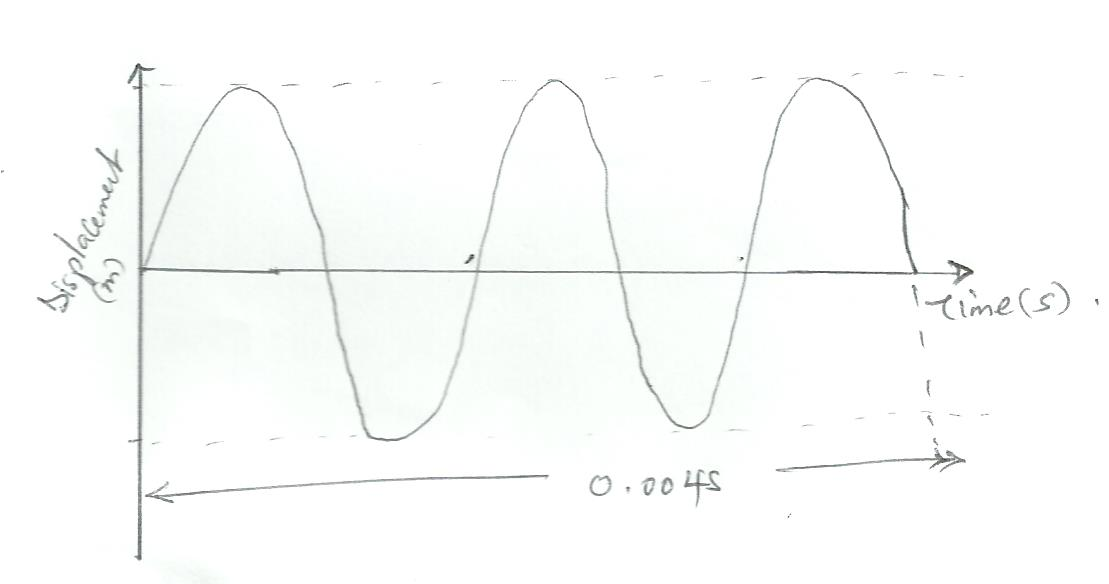 Displacement
(m)
Time(s)
0.004s